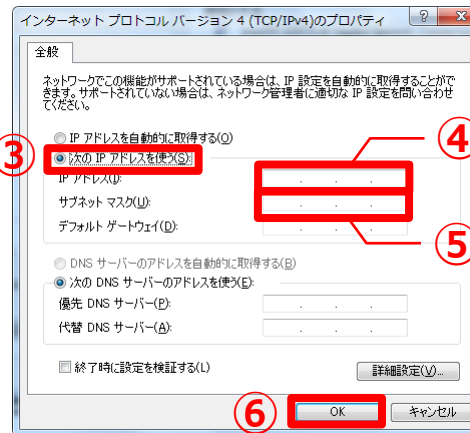 インターネット プロトコル バージョン 4 (TCP/IPv4)のプロパティ
全般
ネットワークでこの機能がサポートされている場合は、IP 設定を自動的に取得することがで
きます。サポートされていない場合は、ネットワーク管理者に適切な IP 設定を問い合わせ
てください。
IP アドレスを自動的に取得する(O)
③
次の IP アドレスを使う(S):
④
IP アドレス(I):
サブネット マスク(U):
⑤
デフォルト ゲートウェイ(D):
DNS サーバーのアドレスを自動的に取得する(B)
次の DNS サーバーのアドレスを使う(E):
優先 DNS サーバー(P):
代替 DNS サーバー(A):
終了時に設定を検証する(L)
詳細設定(V)...
⑥
OK
キャンセル